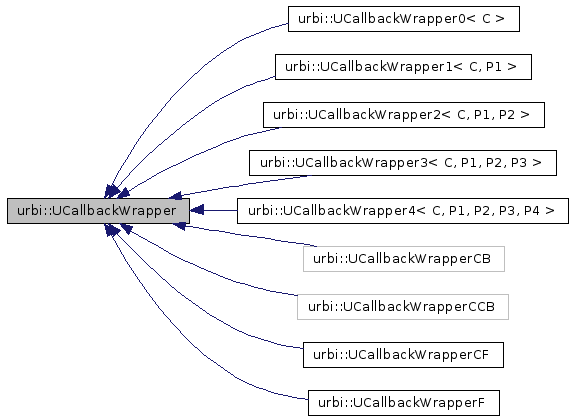 urbi::UCallbackWrapper0< C >
urbi::UCallbackWrapper1< C, P1 >
urbi::UCallbackWrapper2< C, P1, P2 >
urbi::UCallbackWrapper3< C, P1, P2, P3 >
urbi::UCallbackWrapper
urbi::UCallbackWrapper4< C, P1, P2, P3, P4 >
urbi::UCallbackWrapperCB
urbi::UCallbackWrapperCCB
urbi::UCallbackWrapperCF
urbi::UCallbackWrapperF